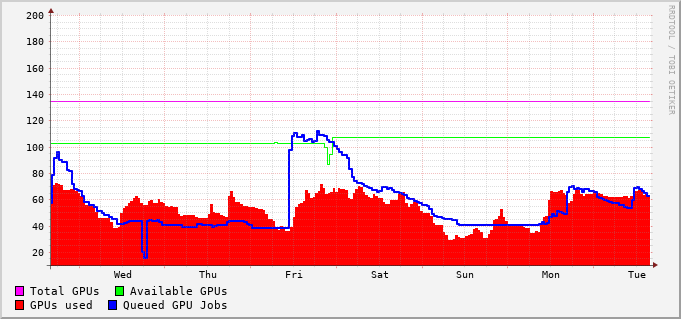 200
180
160
140
120
100
80
60
40
20
Wed Thu Fri Sat Sun Mon Tue
Total GPUs Available GPUs
GPUs used Queued GPU Jobs
RRDTOOL / TOBI OETIKER